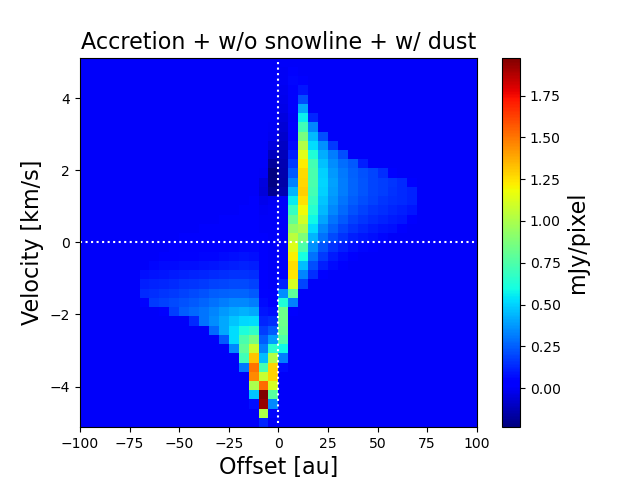 Accretion + w/o snowline + w/ dust
4
2
0
−2
−4
Velocity [km/s]
−100 −75 −50 −25 0 25 50 75 100
Offset [au]
1.75
1.50
1.25
1.00
0.75
0.50
0.25
0.00
mJy/pixel